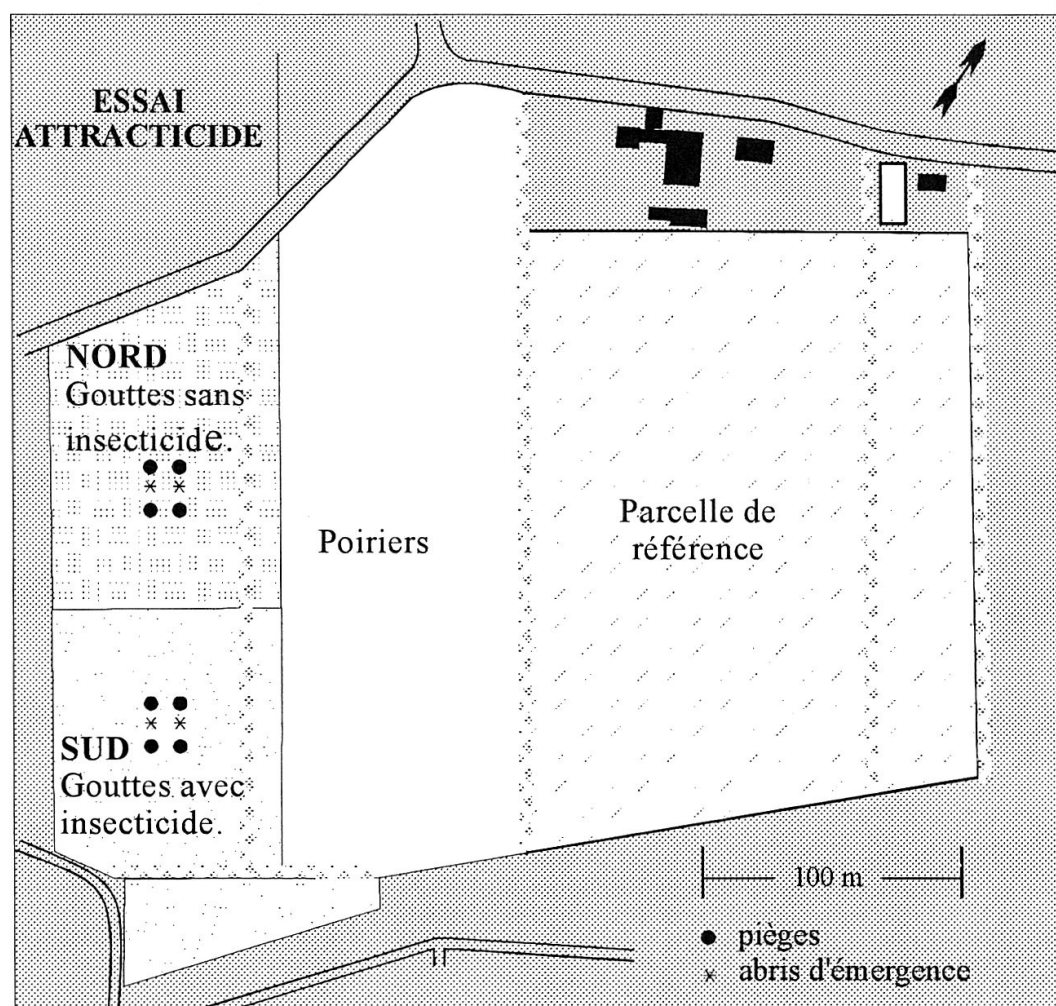 ESSAI
ATTRACTICIDE
NORD
Gouttes sans
insecticide.
Poiriers
Parcelle de
référence
SUD
Gouttes avec
insecticide.
100 m
pièges
abris d'émergence